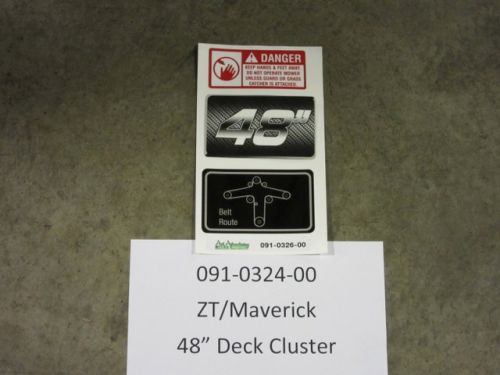 DANGER
KEEP HANDS & FEET AWAY.
DO NOT OPERATE MOWER
UNLESS GUARD OR GRASS
CATCHER IS ATTACHED.
48"
Belt
Route
091-0326-00
091-0324-00
ZT/Maverick
48” Deck Cluster